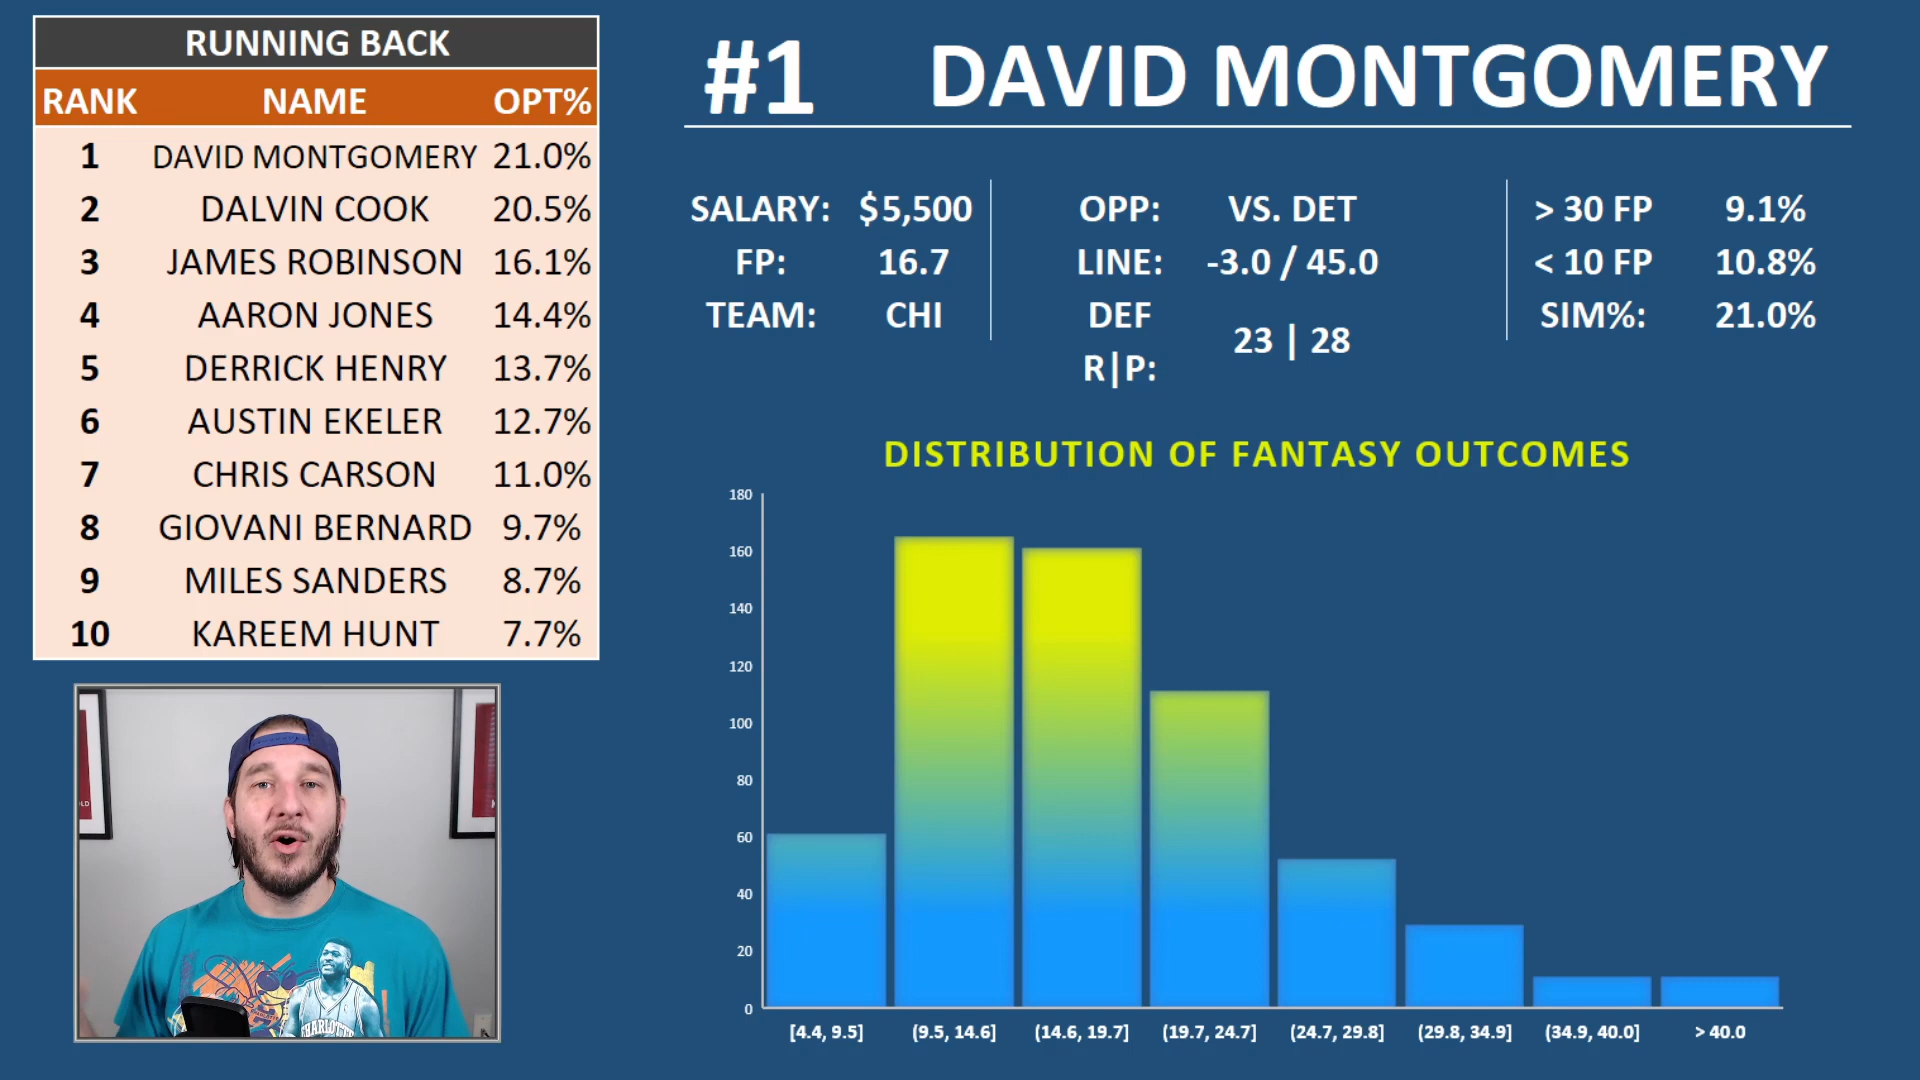 RUNNING BACK
RANK NAME OPT%
1 DAVID MONTGOMERY 21.0%
2 DALVIN COOK 20.5%
3 JAMES ROBINSON 16.1%
4 AARON JONES 14.4%
5 DERRICK HENRY 13.7%
6 AUSTIN EKELER 12.7%
7 CHRIS CARSON 11.0%
8 GIOVANI BERNARD 9.7%
9 MILES SANDERS 8.7%
10 KAREEM HUNT 7.7%
#1 DAVID MONTGOMERY
SALARY: $5,500
FP: 16.7
TEAM: CHI
OPP: VS. DET
LINE: -3.0 / 45.0
DEF
R|P: 23 | 28
> 30 FP 9.1%
< 10 FP 10.8%
SIM%: 21.0%
DISTRIBUTION OF FANTASY OUTCOMES
180
160
140
120
100
80
60
40
20
0
[4.4, 9.5] (9.5, 14.6] (14.6, 19.7] (19.7, 24.7] (24.7, 29.8] (29.8, 34.9] (34.9, 40.0] > 40.0